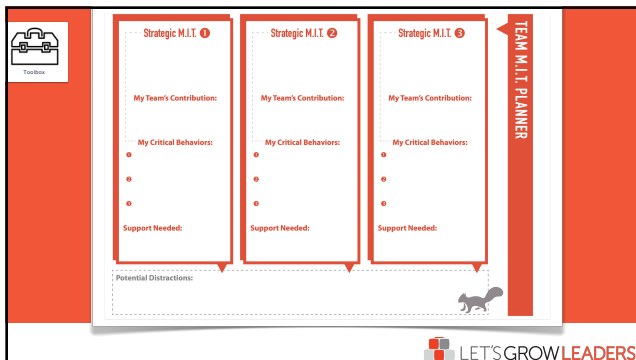 Toolbox
Strategic M.I.T. ❶
My Team's Contribution:
My Critical Behaviors:
❶
❷
❸
Support Needed:
Strategic M.I.T. ❷
My Team's Contribution:
My Critical Behaviors:
❶
❷
❸
Support Needed:
Strategic M.I.T. ❸
My Team's Contribution:
My Critical Behaviors:
❶
❷
❸
Support Needed:
TEAM M.I.T. PLANNER
Potential Distractions:
LET'S GROW LEADERS